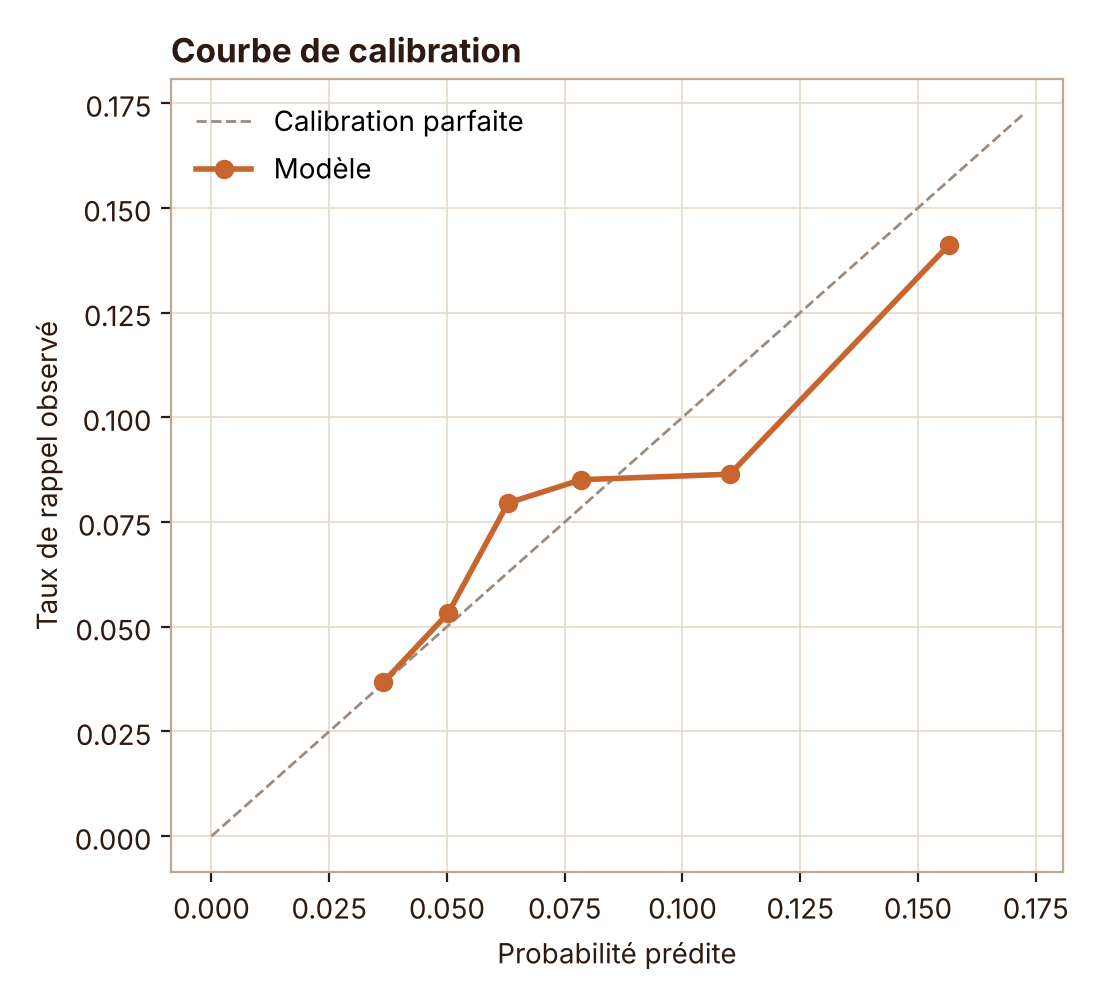 Courbe de calibration
Calibration parfaite
Modèle
0.175
0.150
0.125
0.100
0.075
0.050
0.025
0.000
Taux de rappel observé
0.000 0.025 0.050 0.075 0.100 0.125 0.150 0.175
Probabilité prédite